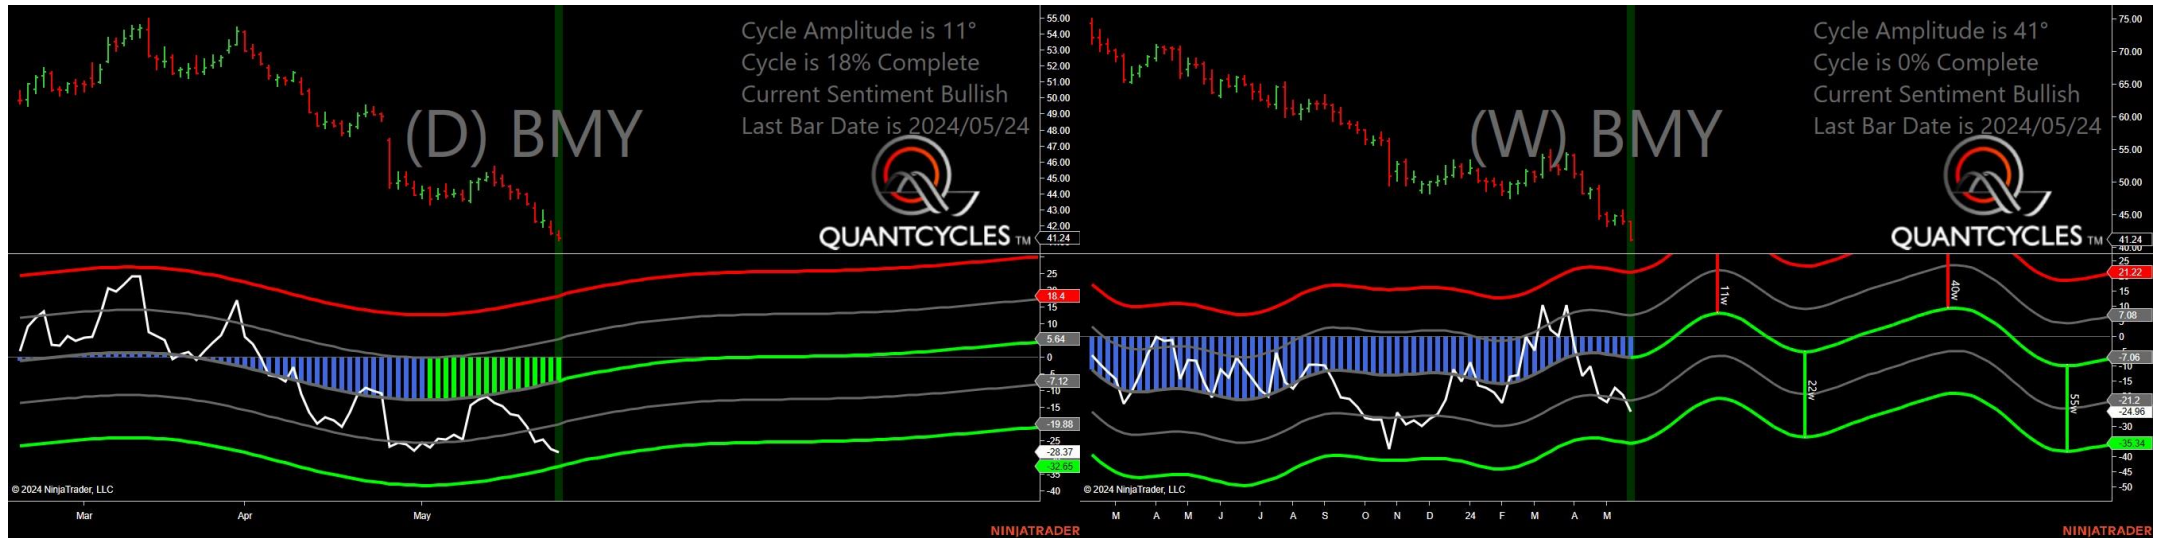 Cycle Amplitude is 11°
Cycle is 18% Complete
Current Sentiment Bullish
Last Bar Date is 2024/05/24
(D) BMY
QUANTCYCLES TM
55.00
54.00
53.00
52.00
51.00
50.00
49.00
48.00
47.00
46.00
45.00
44.00
43.00
42.00
41.24
25
18.4
15
10
5.64
0
-5
-7.12
-10
-15
-19.88
-25
-28.37
-32.65
-35
-40
© 2024 NinjaTrader, LLC
Mar Apr May
NINJATRADER
Cycle Amplitude is 41°
Cycle is 0% Complete
Current Sentiment Bullish
Last Bar Date is 2024/05/24
(W) BMY
QUANTCYCLES TM
75.00
70.00
65.00
60.00
55.00
50.00
45.00
41.24
40.00
25
21.22
15
10
7.08
0
-7.06
-10
-15
-21.2
-24.96
-30
-35.34
-40
-45
-50
11w
22w
40w
55w
© 2024 NinjaTrader, LLC
M A M J J A S O N D 24 F M A M
NINJATRADER